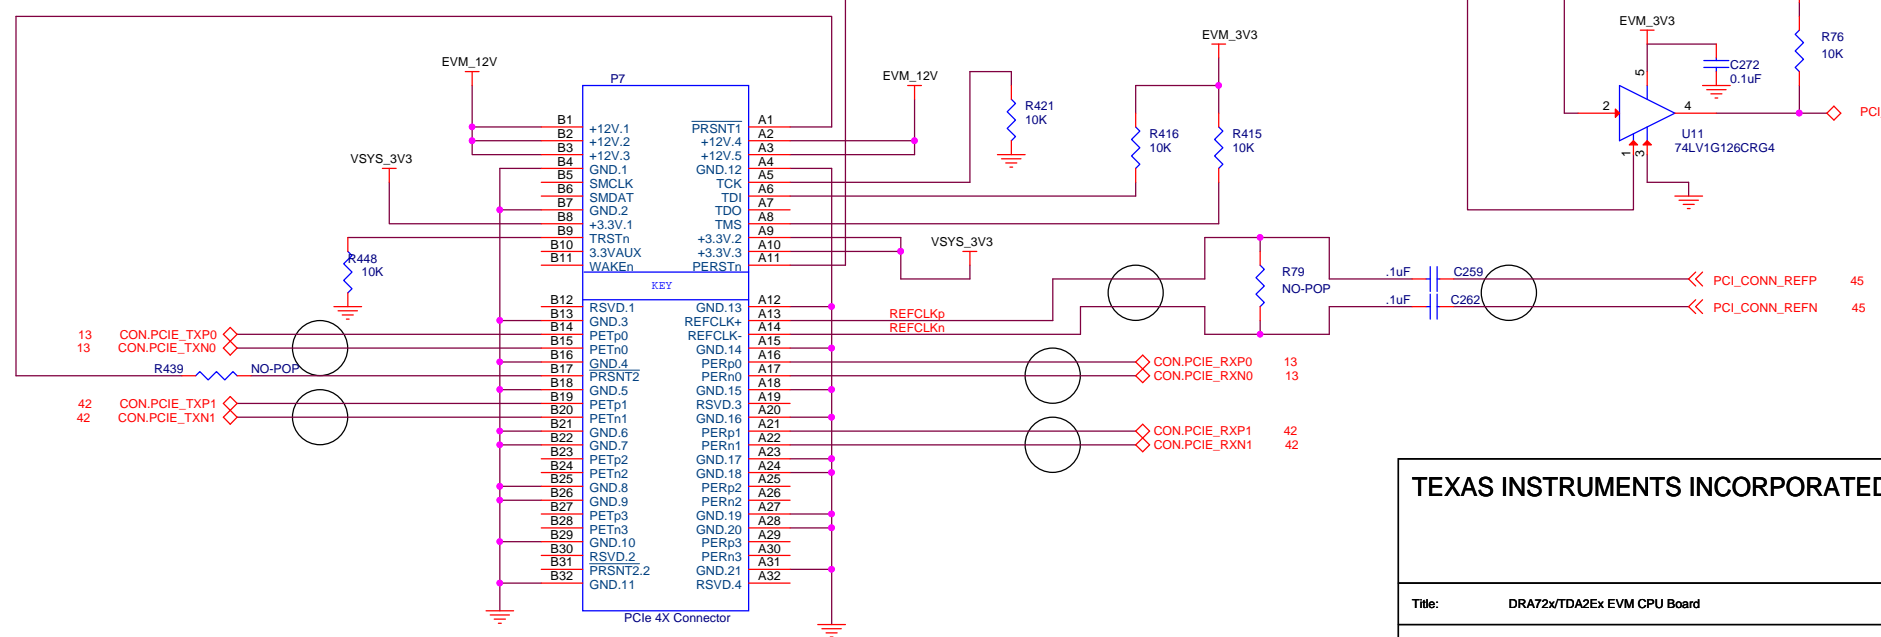 EVM_3V3
R76
10K
C272
0.1uF
5
2
4
PCI
U11
74LV1G126CRG4
1
3
EVM_3V3
EVM_12V
P7
EVM_12V
R421
10K
R416
10K
R415
10K
VSYS_3V3
B1 +12V.1 PRSNT1 A1
B2 +12V.2 +12V.4 A2
B3 +12V.3 +12V.5 A3
B4 GND.1 GND.12 A4
B5 SMCLK TCK A5
B6 SMDAT TDI A6
B7 GND.2 TDO A7
B8 +3.3V.1 TMS A8
B9 TRSTn +3.3V.2 A9
B10 3.3VAUX +3.3V.3 A10
B11 WAKEn PERSTn A11
VSYS_3V3
R448
10K
KEY
R79
NO-POP
.1uF C259
.1uF C262
PCI_CONN_REFP 45
PCI_CONN_REFN 45
B12 RSVD.1 GND.13 A12
B13 GND.3 REFCLK+ A13 REFCLKp
13 CON.PCIE_TXP0 B14 PETp0 REFCLK- A14 REFCLKn
13 CON.PCIE_TXN0 B15 PETn0 GND.14 A15
B16 GND.4 PERp0 A16 CON.PCIE_RXP0 13
R439 NO-POP B17 PRSNT2 PERn0 A17 CON.PCIE_RXN0 13
B18 GND.5 GND.15 A18
42 CON.PCIE_TXP1 B19 PETp1 RSVD.3 A19
42 CON.PCIE_TXN1 B20 PETn1 GND.16 A20
B21 GND.6 PERp1 A21 CON.PCIE_RXP1 42
B22 GND.7 PERn1 A22 CON.PCIE_RXN1 42
B23 PETp2 GND.17 A23
B24 PETn2 GND.18 A24
B25 GND.8 PERp2 A25
B26 GND.9 PERn2 A26
B27 PETp3 GND.19 A27
B28 PETn3 GND.20 A28
B29 GND.10 PERp3 A29
B30 RSVD.2 PERn3 A30
B31 PRSNT2.2 GND.21 A31
B32 GND.11 RSVD.4 A32
PCIe 4X Connector
TEXAS INSTRUMENTS INCORPORATED
Title: DRA72x/TDA2Ex EVM CPU Board